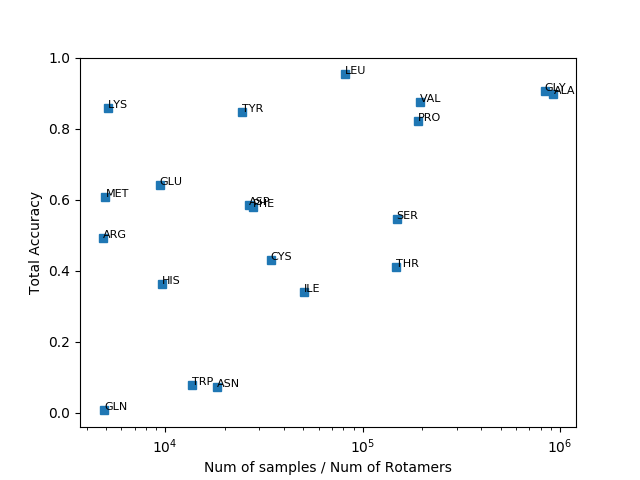 1.0
LEU
GLY
ALA
LYS
VAL
TYR
PRO
0.8
GLU
MET
0.6
ASP
PHE
SER
ARG
CYS
THR
0.4
HIS
ILE
0.2
TRP
ASN
GLN
0.0
Total Accuracy
10⁴
10⁵
10⁶
Num of samples / Num of Rotamers